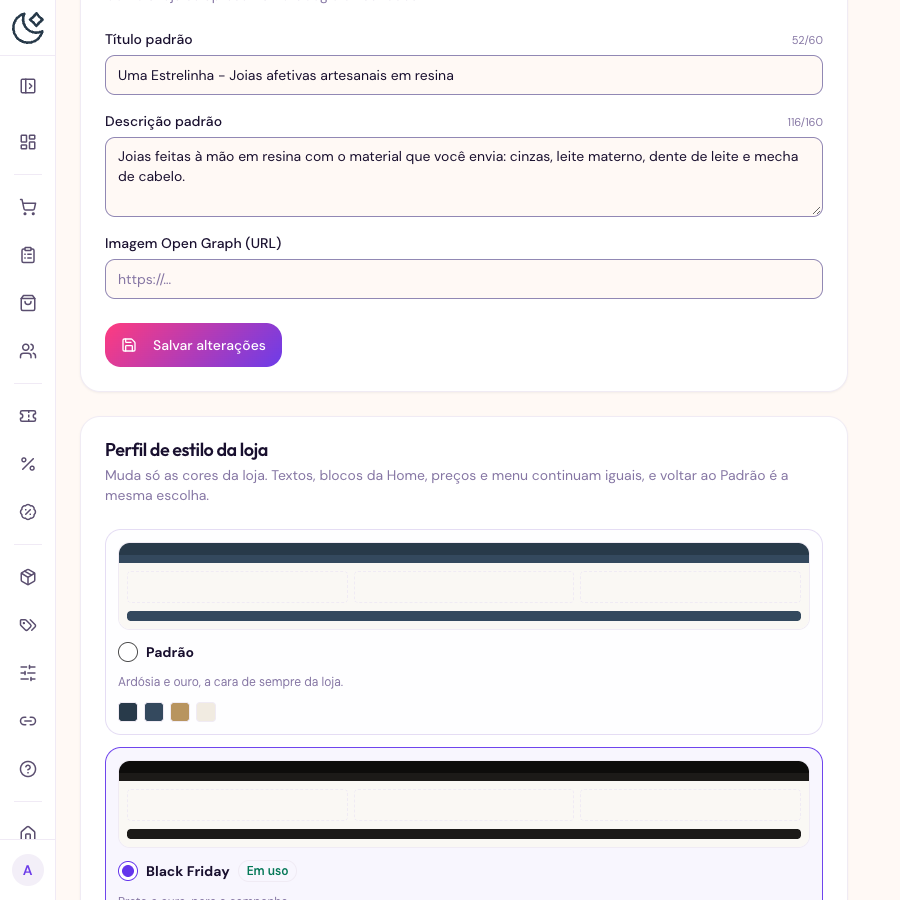 Título padrão
52/60
Uma Estrelinha - Joias afetivas artesanais em resina
Descrição padrão
116/160
Joias feitas à mão em resina com o material que você envia: cinzas, leite materno, dente de leite e mecha
de cabelo.
Imagem Open Graph (URL)
https://...
Salvar alterações
Perfil de estilo da loja
Muda só as cores da loja. Textos, blocos da Home, preços e menu continuam iguais, e voltar ao Padrão é a
mesma escolha.
Padrão
Ardósia e ouro, a cara de sempre da loja.
Black Friday
Em uso
A